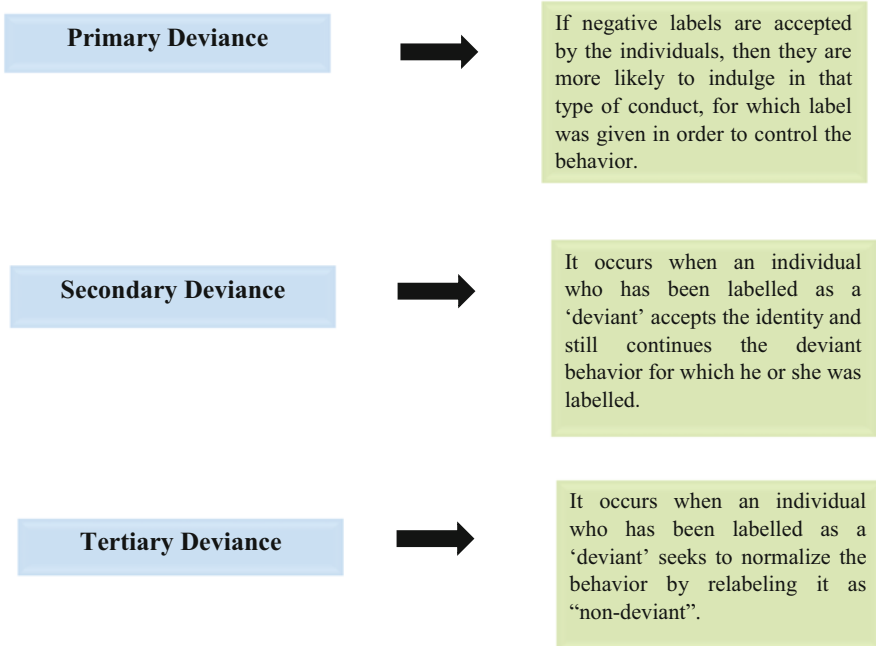 Primary Deviance
If negative labels are accepted
by the individuals, then they are
more likely to indulge in that
type of conduct, for which label
was given in order to control the
behavior.
Secondary Deviance
It occurs when an individual
who has been labelled as a
‘deviant’ accepts the identity and
still continues the deviant
behavior for which he or she was
labelled.
Tertiary Deviance
It occurs when an individual
who has been labelled as a
‘deviant’ seeks to normalize the
behavior by relabeling it as
“non-deviant”.